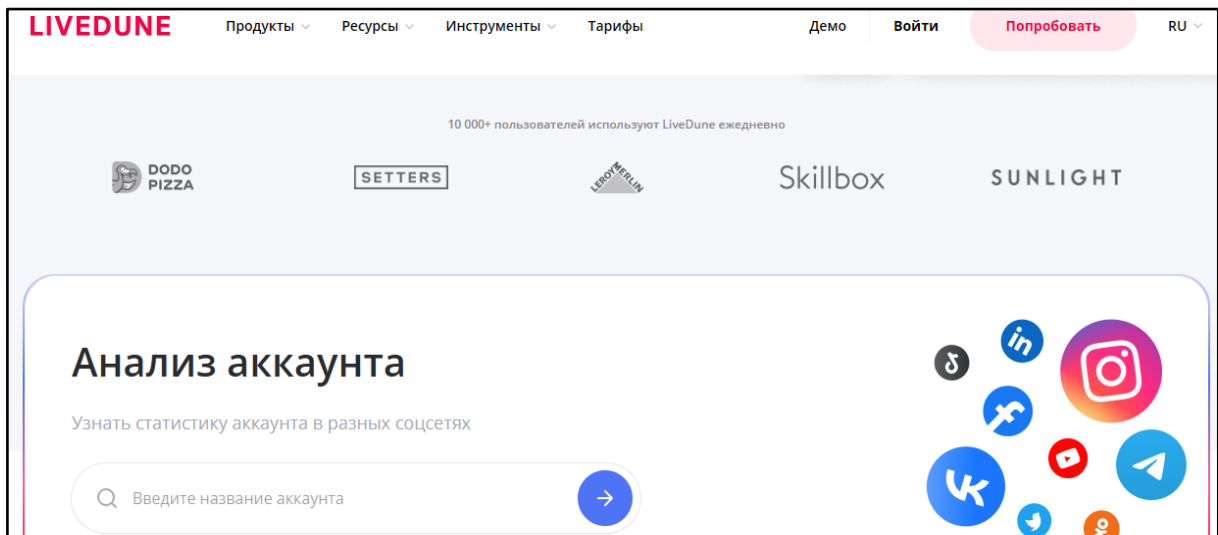 LIVEDUNE Продукты Ресурсы Инструменты Тарифы Демо Войти Попробовать RU
10 000+ пользователей используют LiveDune ежедневно
DODO
PIZZA
SETTERS
LEROY MERLIN
Skillbox
SUNLIGHT
Анализ аккаунта
Узнать статистику аккаунта в разных соцсетях
Введите название аккаунта
in